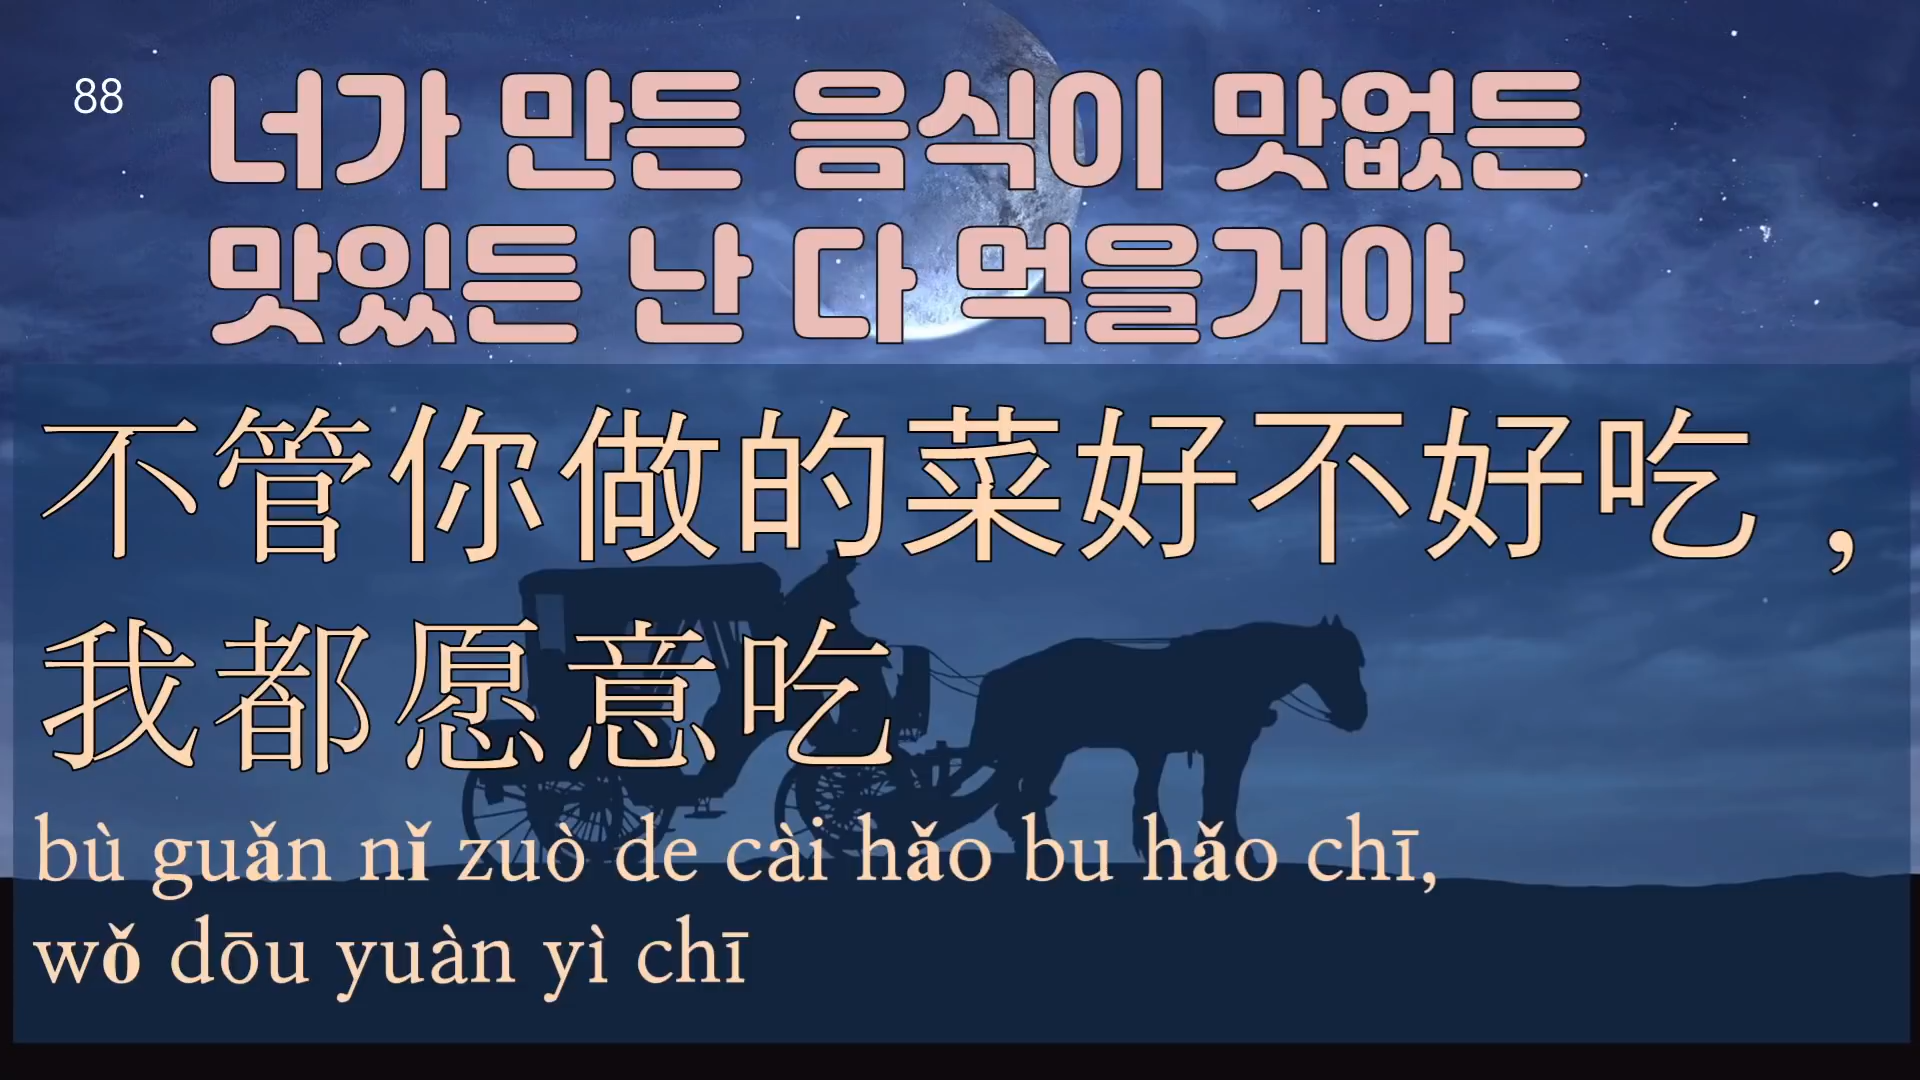 88
너가 만든 음식이 맛없든
맛있든 난 다 먹을거야
不管你做的菜好不好吃,
我都愿意吃
bù guǎn nǐ zuò de cài hǎo bu hǎo chī,
wǒ dōu yuàn yì chī